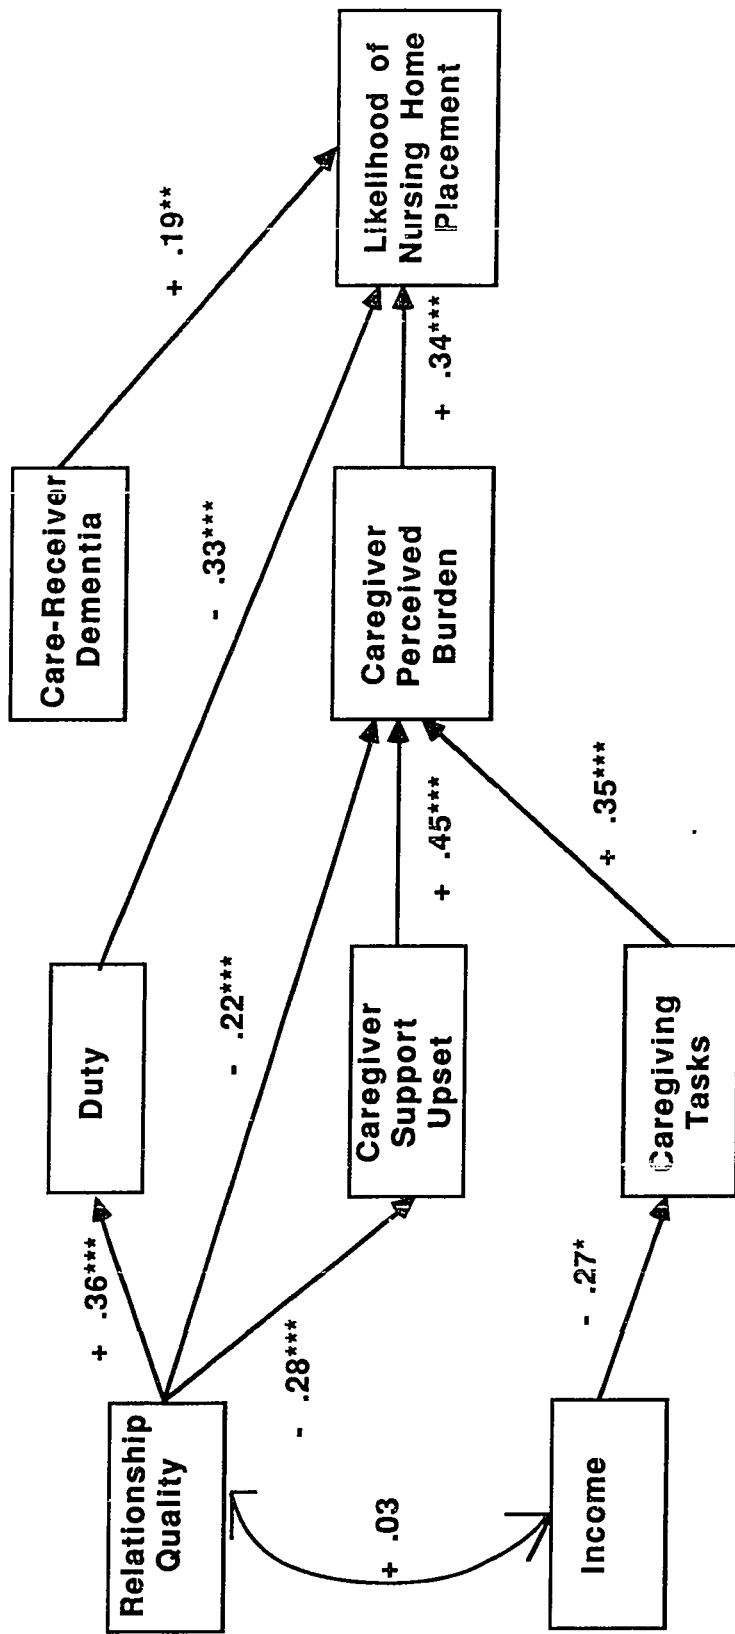 Relationship
Quality
+ .03
Income
+ .36***
- .22***
- .28***
- .27*
Duty
Caregiver
Support
Upset
Caregiving
Tasks
- .33***
+ .45***
+ .35***
Care-Receiver
Dementia
Caregiver
Perceived
Burden
+ .19**
+ .34***
Likelihood of
Nursing Home
Placement